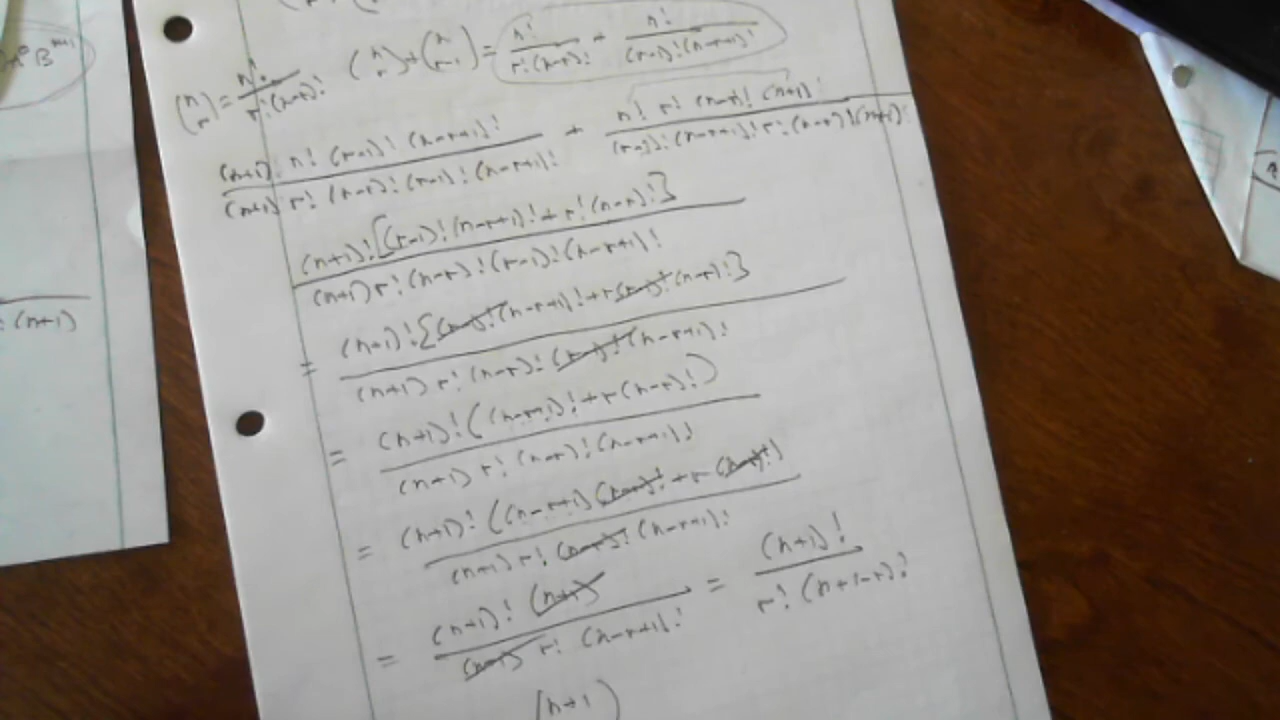 (n r) = n! / r!(n-r)!   (n r) + (n r-1) = n! / r!(n-r)! + n! / (r-1)!(n-r+1)!
(n+1) n! (r-1)! (n-r+1)! / (n+1) r! (n-r)! (r-1)! (n-r+1)! + n! r! (n-r)! (n+1) / (r-1)! (n-r+1)! r! (n-r)! (n+1)
(n+1)! [(r-1)! (n-r+1)! + r! (n-r)!] / (n+1) r! (n-r)! (r-1)! (n-r+1)!
= (n+1)! [(r-1)! (n-r+1)! + r (r-1)! (n-r)!] / (n+1) r! (n-r)! (r-1)! (n-r+1)!
= (n+1)! ((n-r+1)! + r (n-r)!) / (n+1) r! (n-r)! (n-r+1)!
= (n+1)! ((n-r+1) (n-r)! + r (n-r)!) / (n+1) r! (n-r)! (n-r+1)!
= (n+1)! (n+1) / (n+1) r! (n-r+1)! = (n+1)! / r! (n+1-r)!
(n+1 )
B
(n+1)